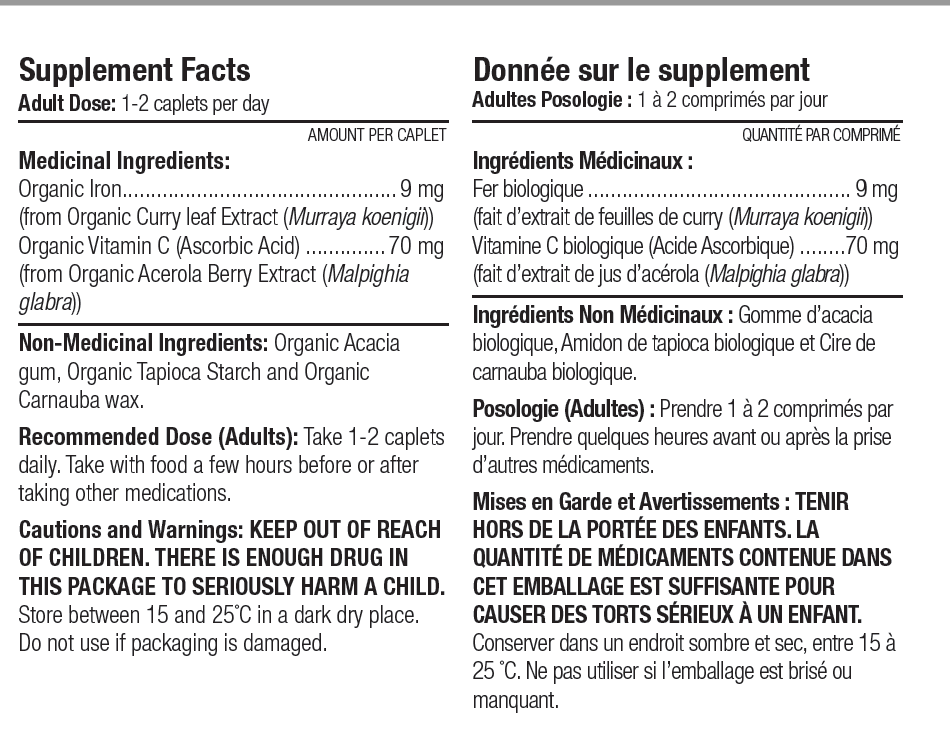 Supplement Facts
Adult Dose: 1-2 caplets per day
AMOUNT PER CAPLET
Medicinal Ingredients:
Organic Iron................................................9 mg
(from Organic Curry leaf Extract (Murraya koenigii))
Organic Vitamin C (Ascorbic Acid) ..............70 mg
(from Organic Acerola Berry Extract (Malpighia
glabra))
Non-Medicinal Ingredients: Organic Acacia
gum, Organic Tapioca Starch and Organic
Carnauba wax.
Recommended Dose (Adults): Take 1-2 caplets
daily. Take with food a few hours before or after
taking other medications.
Cautions and Warnings: KEEP OUT OF REACH
OF CHILDREN. THERE IS ENOUGH DRUG IN
THIS PACKAGE TO SERIOUSLY HARM A CHILD.
Store between 15 and 25˚C in a dark dry place.
Do not use if packaging is damaged.
Donnée sur le supplement
Adultes Posologie : 1 à 2 comprimés par jour
QUANTITÉ PAR COMPRIMÉ
Ingrédients Médicinaux :
Fer biologique ............................................. 9 mg
(fait d’extrait de feuilles de curry (Murraya koenigii))
Vitamine C biologique (Acide Ascorbique) ........70 mg
(fait d’extrait de jus d’acérola (Malpighia glabra))
Ingrédients Non Médicinaux : Gomme d’acacia
biologique, Amidon de tapioca biologique et Cire de
carnauba biologique.
Posologie (Adultes) : Prendre 1 à 2 comprimés par
jour. Prendre quelques heures avant ou après la prise
d’autres médicaments.
Mises en Garde et Avertissements : TENIR
HORS DE LA PORTÉE DES ENFANTS. LA
QUANTITÉ DE MÉDICAMENTS CONTENUE DANS
CET EMBALLAGE EST SUFFISANTE POUR
CAUSER DES TORTS SÉRIEUX À UN ENFANT.
Conserver dans un endroit sombre et sec, entre 15 à
25 ˚C. Ne pas utiliser si l’emballage est brisé ou
manquant.